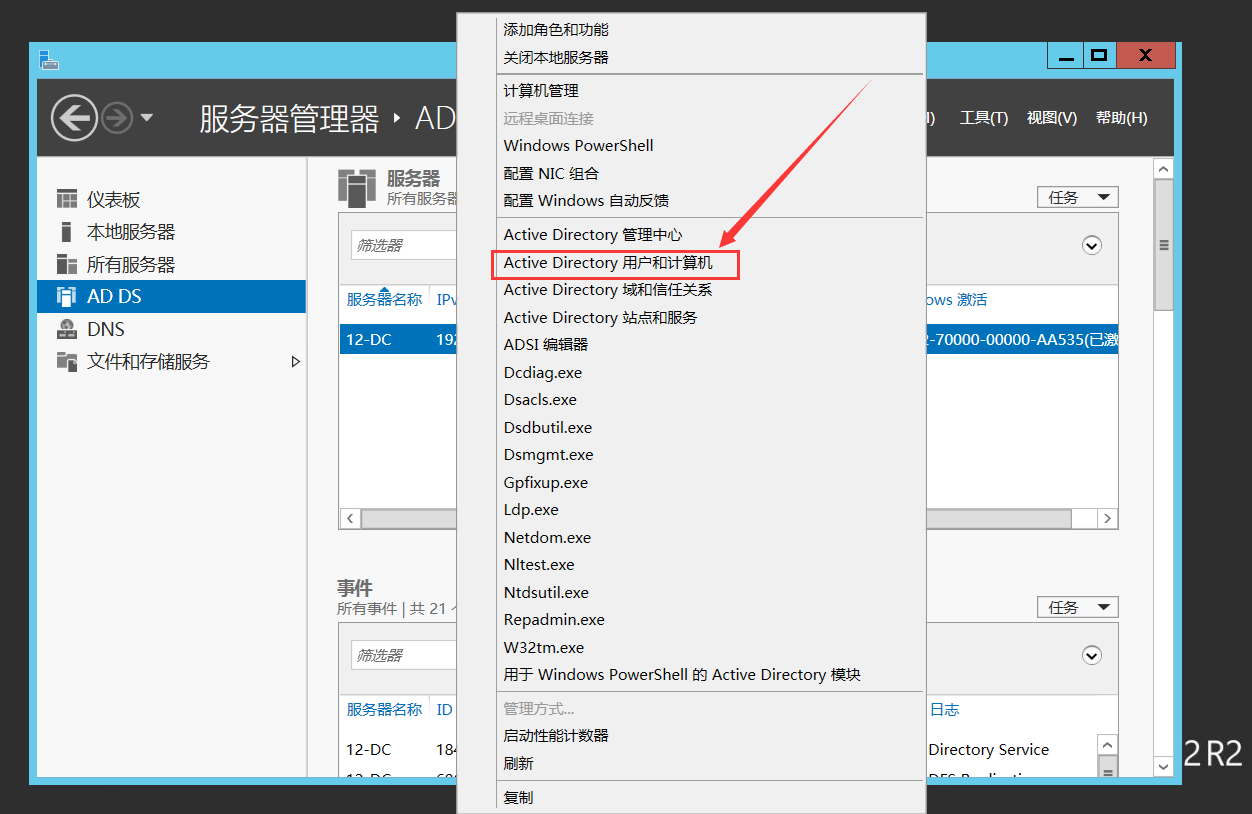 服务器管理器 ‣ AD
I) 工具(T) 视图(V) 帮助(H)
仪表板
本地服务器
所有服务器
AD DS
DNS
文件和存储服务
服务器
所有服务器
任务
筛选器
服务器名称 IPv
ows 激活
12-DC 192
2-70000-00000-AA535(已激
事件
所有事件 | 共 21
任务
筛选器
服务器名称 ID
日志
12-DC 184
Directory Service
12-DC
添加角色和功能
关闭本地服务器
计算机管理
远程桌面连接
Windows PowerShell
配置 NIC 组合
配置 Windows 自动反馈
Active Directory 管理中心
Active Directory 用户和计算机
Active Directory 域和信任关系
Active Directory 站点和服务
ADSI 编辑器
Dcdiag.exe
Dsacls.exe
Dsdbutil.exe
Dsmgmt.exe
Gpfixup.exe
Ldp.exe
Netdom.exe
Nltest.exe
Ntdsutil.exe
Repadmin.exe
W32tm.exe
用于 Windows PowerShell 的 Active Directory 模块
管理方式...
启动性能计数器
刷新
复制
2 R2